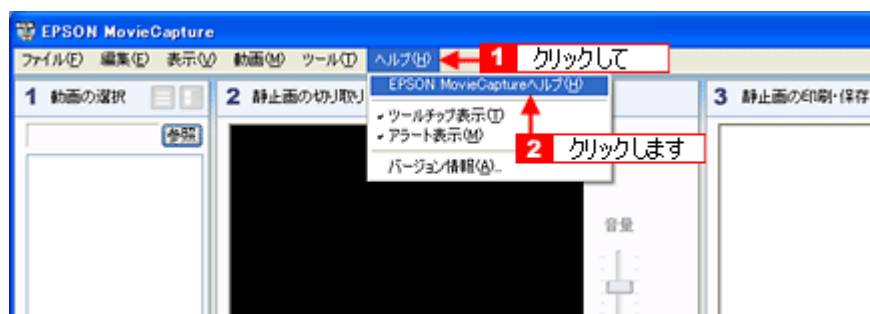 EPSON MovieCapture
ファイル(F) 編集(E) 表示(V) 動画(M) ツール(T) ヘルプ(H) 1 クリックして
EPSON MovieCaptureヘルプ(H)
1 動画の選択 2 静止画の切り取り 3 静止画の印刷・保存
ツールチップ表示(T)
参照
アラート表示(M)
2 クリックします
バージョン情報(A)...
音量